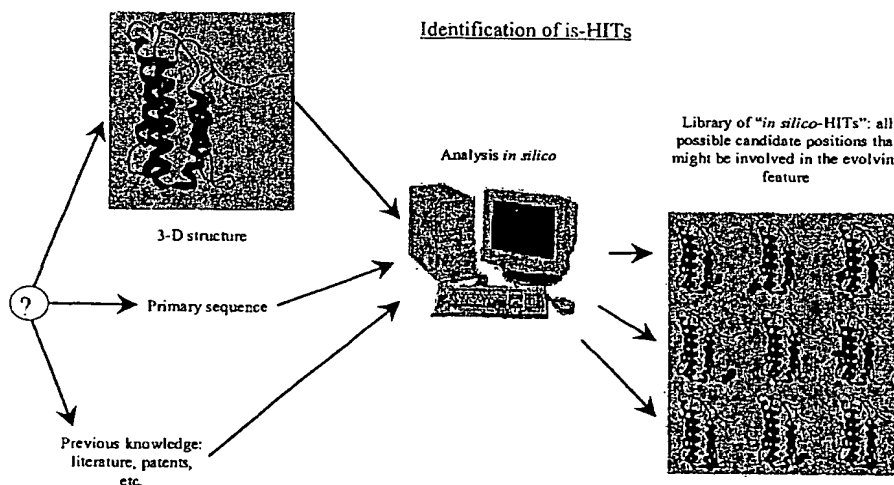 Identification of is-HITs
Library of "in silico-HITs": all
possible candidate positions tha
might be involved in the evolvin
feature
Analysis in silico
3-D structure
?
Primary sequence
Previous knowledge:
literature, patents,
etc.